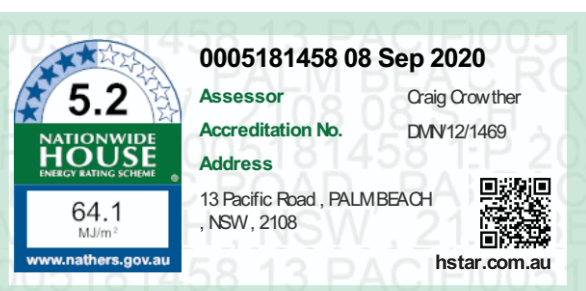 0005181458 08 Sep 2020
5.2
NATIONWIDE
HOUSE
ENERGY RATING SCHEME
®
64.1
MJ/m²
www.nathers.gov.au
Assessor Craig Crowther
Accreditation No. DMN/12/1469
Address
13 Pacific Road , PALM BEACH
, NSW , 2108
hstar.com.au